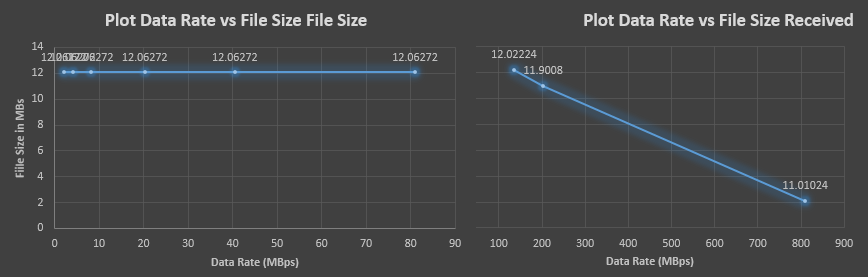 Plot Data Rate vs File Size File Size
12.06272 12.06272 12.06272 12.06272
14
12
10
8
6
4
2
0
Fiile Size in MBs
0 10 20 30 40 50 60 70 80 90
Data Rate (MBps)
Plot Data Rate vs File Size Received
12.02224
11.9008
11.01024
100 200 300 400 500 600 700 800 900
Data Rate (MBps)